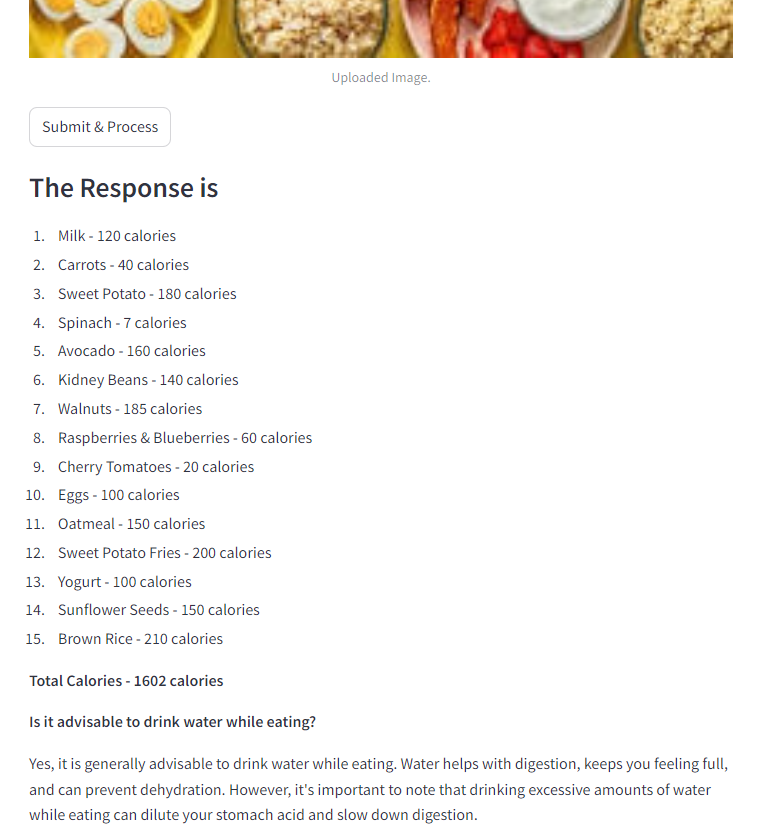 Uploaded Image.
Submit & Process
The Response is
1. Milk - 120 calories
2. Carrots - 40 calories
3. Sweet Potato - 180 calories
4. Spinach - 7 calories
5. Avocado - 160 calories
6. Kidney Beans - 140 calories
7. Walnuts - 185 calories
8. Raspberries & Blueberries - 60 calories
9. Cherry Tomatoes - 20 calories
10. Eggs - 100 calories
11. Oatmeal - 150 calories
12. Sweet Potato Fries - 200 calories
13. Yogurt - 100 calories
14. Sunflower Seeds - 150 calories
15. Brown Rice - 210 calories
Total Calories - 1602 calories
Is it advisable to drink water while eating?
Yes, it is generally advisable to drink water while eating. Water helps with digestion, keeps you feeling full,
and can prevent dehydration. However, it's important to note that drinking excessive amounts of water
while eating can dilute your stomach acid and slow down digestion.